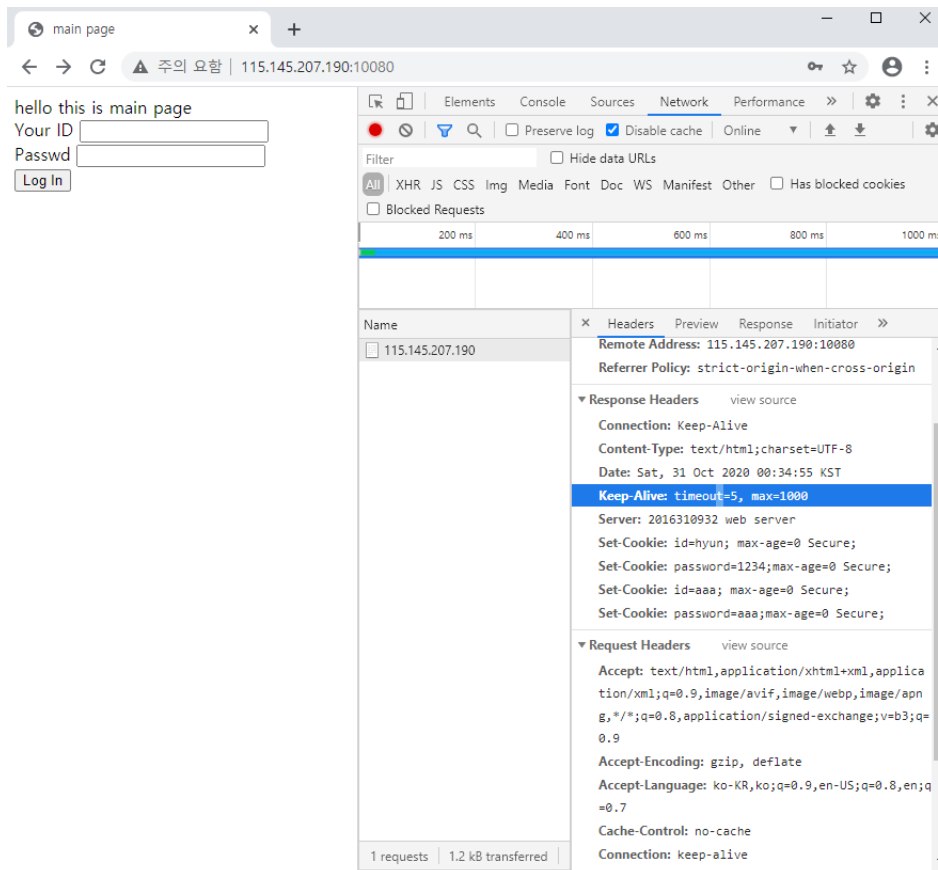 main page
주의 요함 115.145.207.190:10080
hello this is main page
Your ID
Passwd
Log In
Elements Console Sources Network Performance
Preserve log Disable cache Online
Filter Hide data URLs
All XHR JS CSS Img Media Font Doc WS Manifest Other Has blocked cookies
Blocked Requests
200 ms 400 ms 600 ms 800 ms 1000 m
Name
115.145.207.190
1 requests 1.2 kB transferred
Headers Preview Response Initiator
Remote Address: 115.145.207.190:10080
Referrer Policy: strict-origin-when-cross-origin
Response Headers view source
Connection: Keep-Alive
Content-Type: text/html;charset=UTF-8
Date: Sat, 31 Oct 2020 00:34:55 KST
Keep-Alive: timeout=5, max=1000
Server: 2016310932 web server
Set-Cookie: id=hyun; max-age=0 Secure;
Set-Cookie: password=1234;max-age=0 Secure;
Set-Cookie: id=aaa; max-age=0 Secure;
Set-Cookie: password=aaa;max-age=0 Secure;
Request Headers view source
Accept: text/html,application/xhtml+xml,applica
tion/xml;q=0.9,image/avif,image/webp,image/apn
g,*/*;q=0.8,application/signed-exchange;v=b3;q=
0.9
Accept-Encoding: gzip, deflate
Accept-Language: ko-KR,ko;q=0.9,en-US;q=0.8,en;q
=0.7
Cache-Control: no-cache
Connection: keep-alive